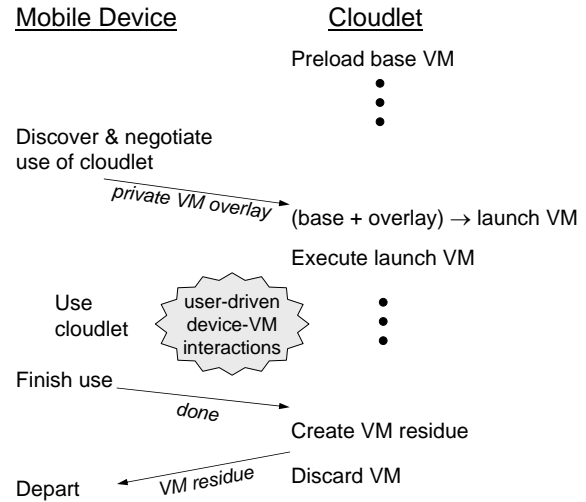 Mobile Device
Cloudlet
Preload base VM
Discover & negotiate
use of cloudlet
private VM overlay
(base + overlay) → launch VM
Execute launch VM
Use
cloudlet
user-driven
device-VM
interactions
Finish use
done
Create VM residue
VM residue
Discard VM
Depart